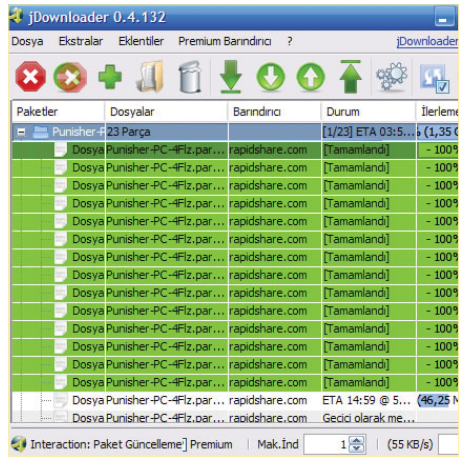 jDownloader 0.4.132
Dosya Ekstralar Eklentiler Premium Barındırıcı ? jDownloader
Paketler Dosyalar Barındırıcı Durum İlerleme
Punisher-P 23 Parça [1/23] ETA 03:5... (1,35 G
Dosya Punisher-PC-4Flz.par... rapidshare.com [Tamamlandı] - 100%
Dosya Punisher-PC-4Flz.par... rapidshare.com [Tamamlandı] - 100%
Dosya Punisher-PC-4Flz.par... rapidshare.com [Tamamlandı] - 100%
Dosya Punisher-PC-4Flz.par... rapidshare.com [Tamamlandı] - 100%
Dosya Punisher-PC-4Flz.par... rapidshare.com [Tamamlandı] - 100%
Dosya Punisher-PC-4Flz.par... rapidshare.com [Tamamlandı] - 100%
Dosya Punisher-PC-4Flz.par... rapidshare.com [Tamamlandı] - 100%
Dosya Punisher-PC-4Flz.par... rapidshare.com [Tamamlandı] - 100%
Dosya Punisher-PC-4Flz.par... rapidshare.com [Tamamlandı] - 100%
Dosya Punisher-PC-4Flz.par... rapidshare.com [Tamamlandı] - 100%
Dosya Punisher-PC-4Flz.par... rapidshare.com [Tamamlandı] - 100%
Dosya Punisher-PC-4Flz.par... rapidshare.com [Tamamlandı] - 100%
Dosya Punisher-PC-4Flz.par... rapidshare.com [Tamamlandı] - 100%
Dosya Punisher-PC-4Flz.par... rapidshare.com ETA 14:59 @ 5... (46,25 M
Dosya Punisher-PC-4Flz.par... rapidshare.com Geçici olarak me...
Interaction: Paket Güncelleme Premium Mak.İnd 1 (55 KB/s)